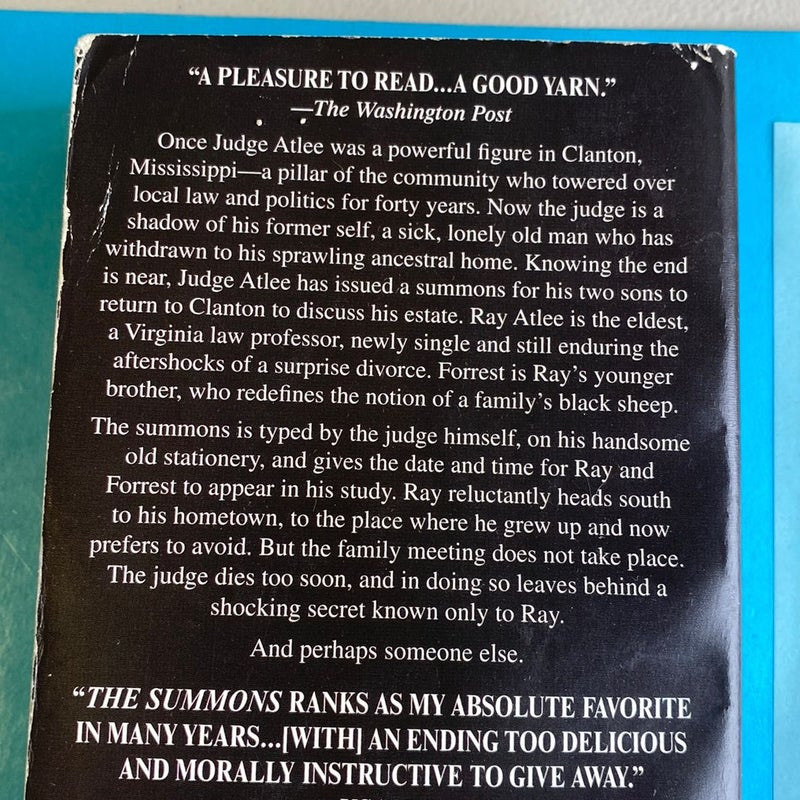 “A PLEASURE TO READ...A GOOD YARN.”
—The Washington Post
Once Judge Atlee was a powerful figure in Clanton,
Mississippi—a pillar of the community who towered over
local law and politics for forty years. Now the judge is a
shadow of his former self, a sick, lonely old man who has
withdrawn to his sprawling ancestral home. Knowing the end
is near, Judge Atlee has issued a summons for his two sons to
return to Clanton to discuss his estate. Ray Atlee is the eldest,
a Virginia law professor, newly single and still enduring the
aftershocks of a surprise divorce. Forrest is Ray’s younger
brother, who redefines the notion of a family’s black sheep.
The summons is typed by the judge himself, on his handsome
old stationery, and gives the date and time for Ray and
Forrest to appear in his study. Ray reluctantly heads south
to his hometown, to the place where he grew up and now
prefers to avoid. But the family meeting does not take place.
The judge dies too soon, and in doing so leaves behind a
shocking secret known only to Ray.
And perhaps someone else.
“THE SUMMONS RANKS AS MY ABSOLUTE FAVORITE
IN MANY YEARS...[WITH] AN ENDING TOO DELICIOUS
AND MORALLY INSTRUCTIVE TO GIVE AWAY.”